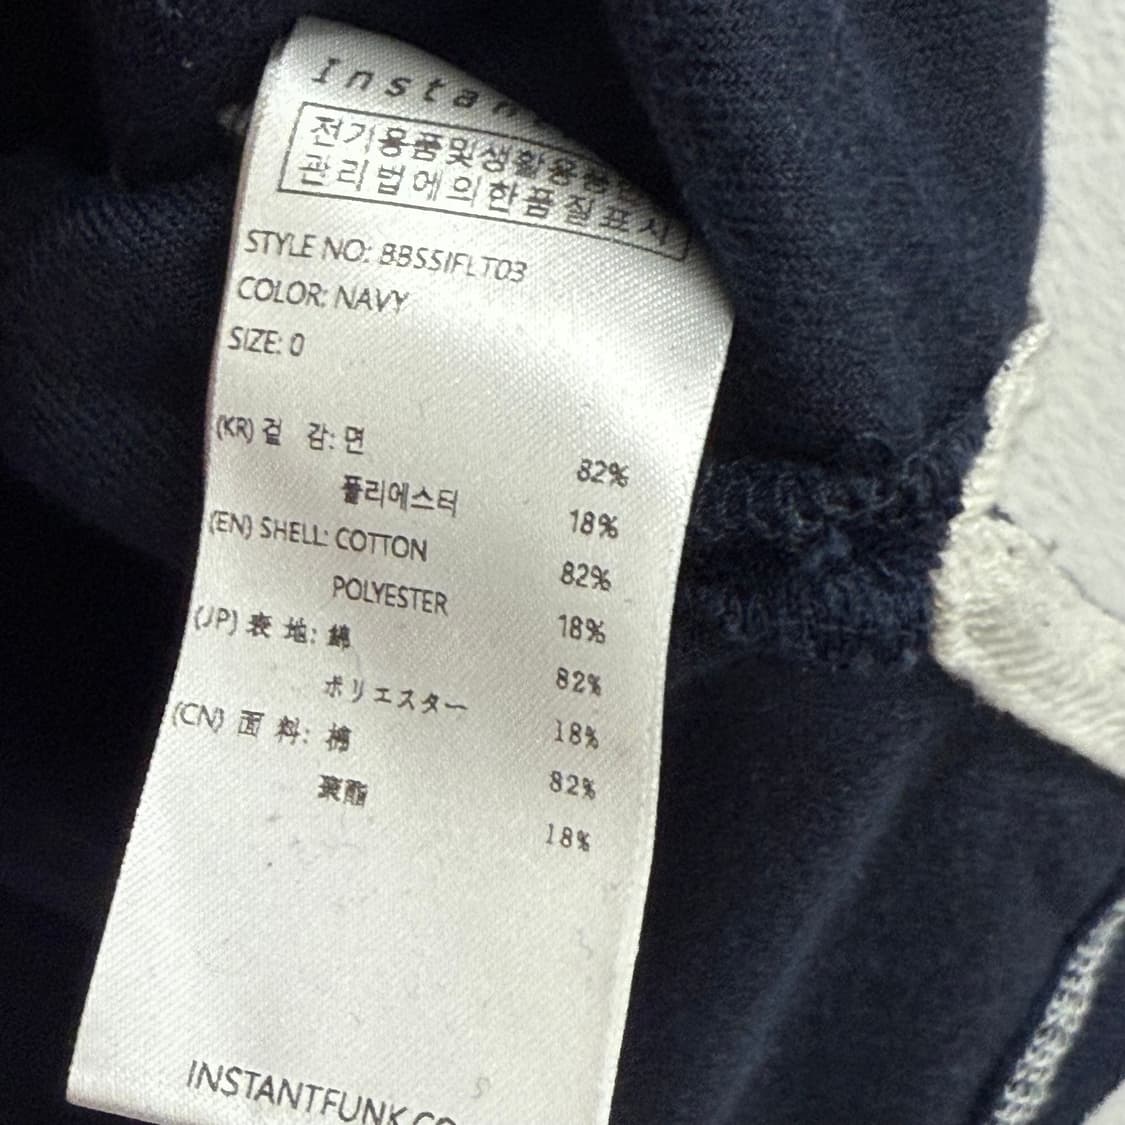 Instan
전기용품및생활용품안
관리법에의한품질표시
STYLE NO: BBSSIFLT03
COLOR: NAVY
SIZE: 0
(KR) 겉 감: 면 82%
폴리에스터 18%
(EN) SHELL: COTTON 82%
POLYESTER 18%
(JP) 表 地: 綿 82%
ポリエスター 18%
(CN) 面 料: 棉 82%
聚酯 18%
INSTANTFUNK.CO